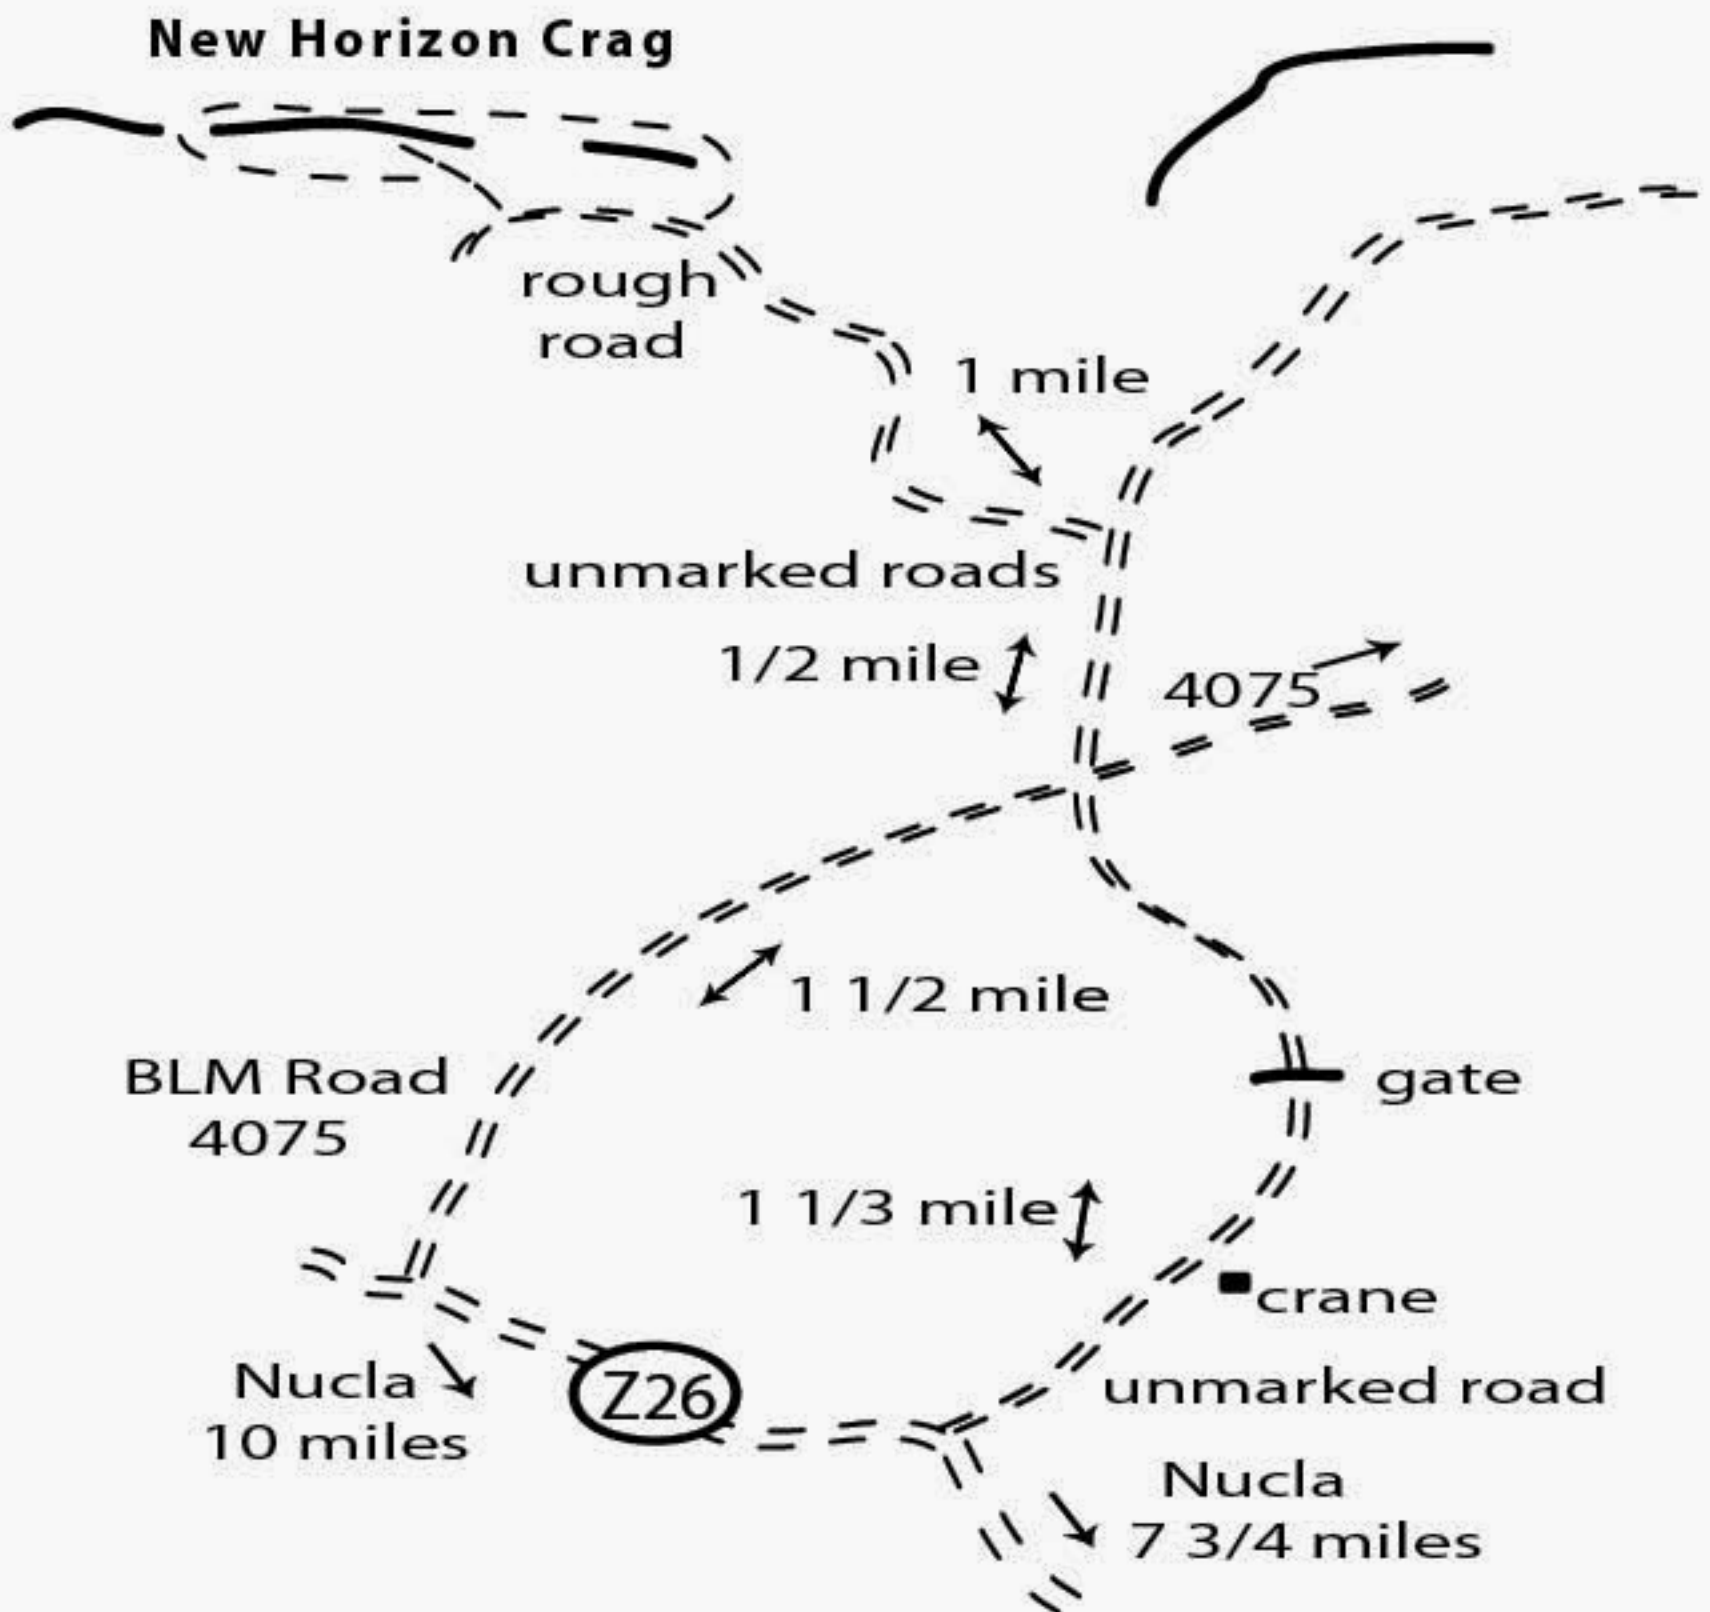 New Horizon Crag
rough
road
1 mile
unmarked roads
1/2 mile
4075
1 1/2 mile
BLM Road
4075
gate
1 1/3 mile
crane
Nucla
10 miles
Z26
unmarked road
Nucla
7 3/4 miles